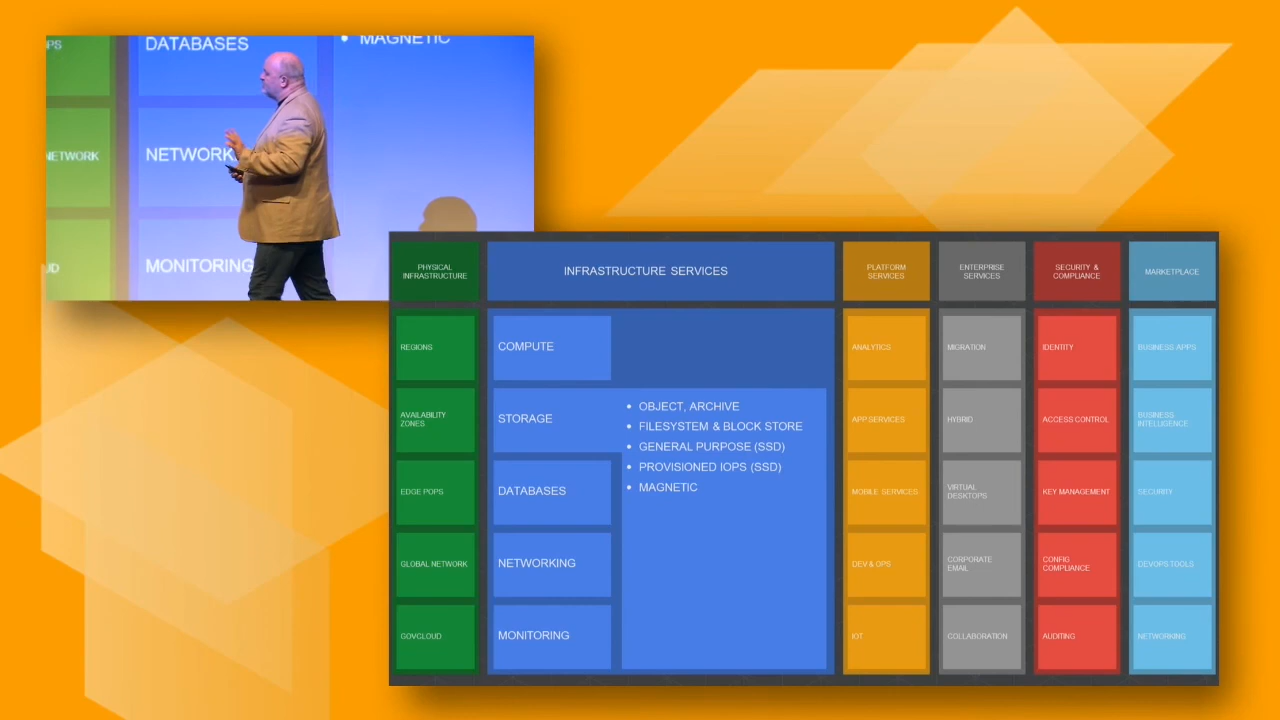 PS
DATABASES
• MAGNETIC
NETWORK
NETWORK
UD
MONITORING
PHYSICAL
INFRASTRUCTURE
INFRASTRUCTURE SERVICES
PLATFORM
SERVICES
ENTERPRISE
SERVICES
SECURITY &
COMPLIANCE
MARKETPLACE
REGIONS
AVAILABILITY
ZONES
EDGE POPS
GLOBAL NETWORK
GOVCLOUD
COMPUTE
STORAGE
DATABASES
NETWORKING
MONITORING
• OBJECT, ARCHIVE
• FILESYSTEM & BLOCK STORE
• GENERAL PURPOSE (SSD)
• PROVISIONED IOPS (SSD)
• MAGNETIC
ANALYTICS
APP SERVICES
MOBILE SERVICES
DEV & OPS
IOT
MIGRATION
HYBRID
VIRTUAL
DESKTOPS
CORPORATE
EMAIL
COLLABORATION
IDENTITY
ACCESS CONTROL
KEY MANAGEMENT
CONFIG
COMPLIANCE
AUDITING
BUSINESS APPS
BUSINESS
INTELLIGENCE
SECURITY
DEVOPS TOOLS
NETWORKING